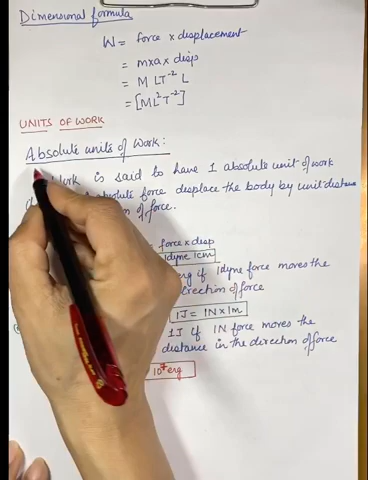 Dimensional formula
W = force x displacement
= mxax disp
= M LT⁻² L
= [ML²T⁻²]
UNITS OF WORK
Absolute units of Work:
Work is said to have 1 absolute unit of work
absolute force displace the body by unit distance
of force.
= force x disp
1dyne 1cm
erg if 1dyne force moves the
direction of force
1J = 1N x 1m
1J if 1N force moves the
distance in the direction of force
10⁷ erg